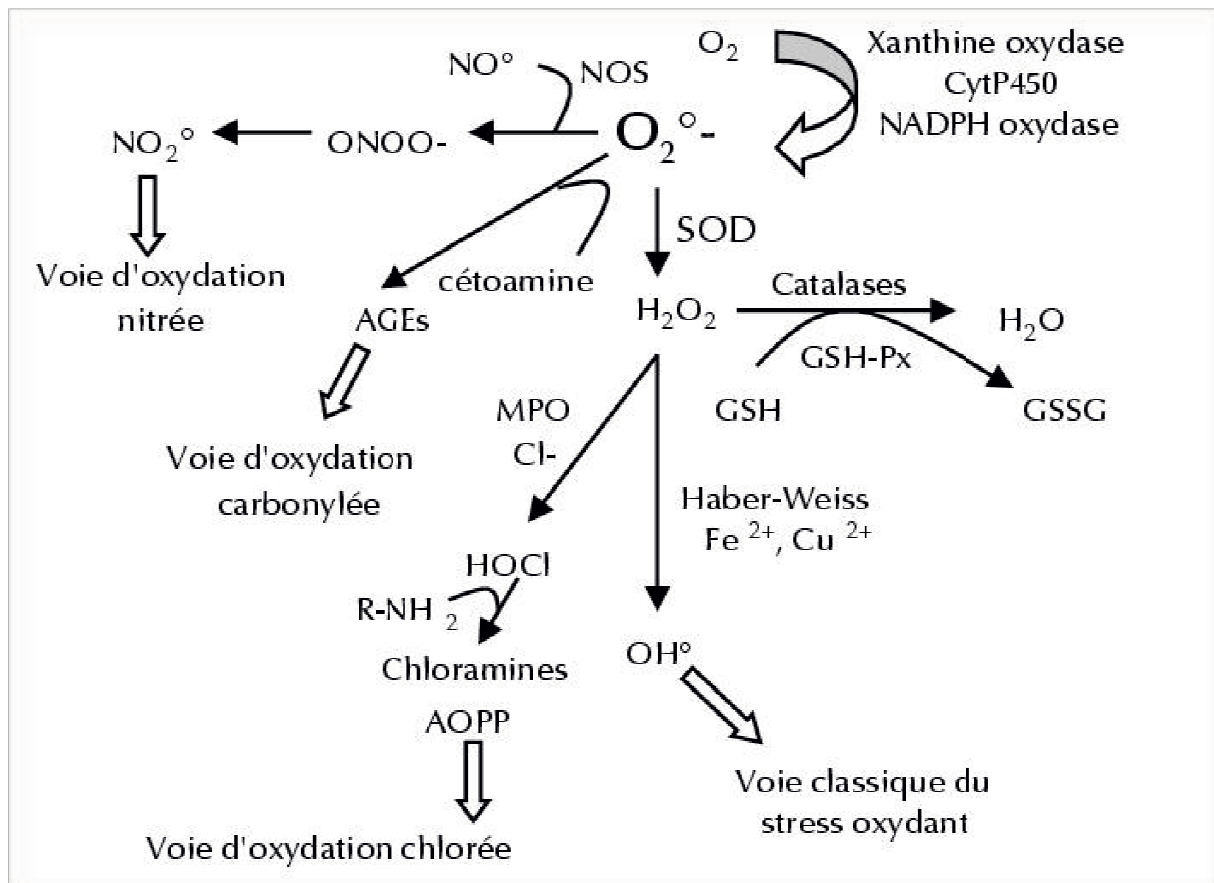 O₂
Xanthine oxydase
CytP450
NADPH oxydase
NO°
NOS
NO₂°
ONOO-
O₂°-
SOD
Voie d'oxydation
nitrée
cétoamine
AGEs
H₂O₂
Catalases
H₂O
GSH-Px
GSH
GSSG
Voie d'oxydation
carbonylée
MPO
Cl-
Haber-Weiss
Fe ²⁺, Cu ²⁺
HOCl
R-NH ₂
Chloramines
AOPP
OH°
Voie classique du
stress oxydant
Voie d'oxydation chlorée